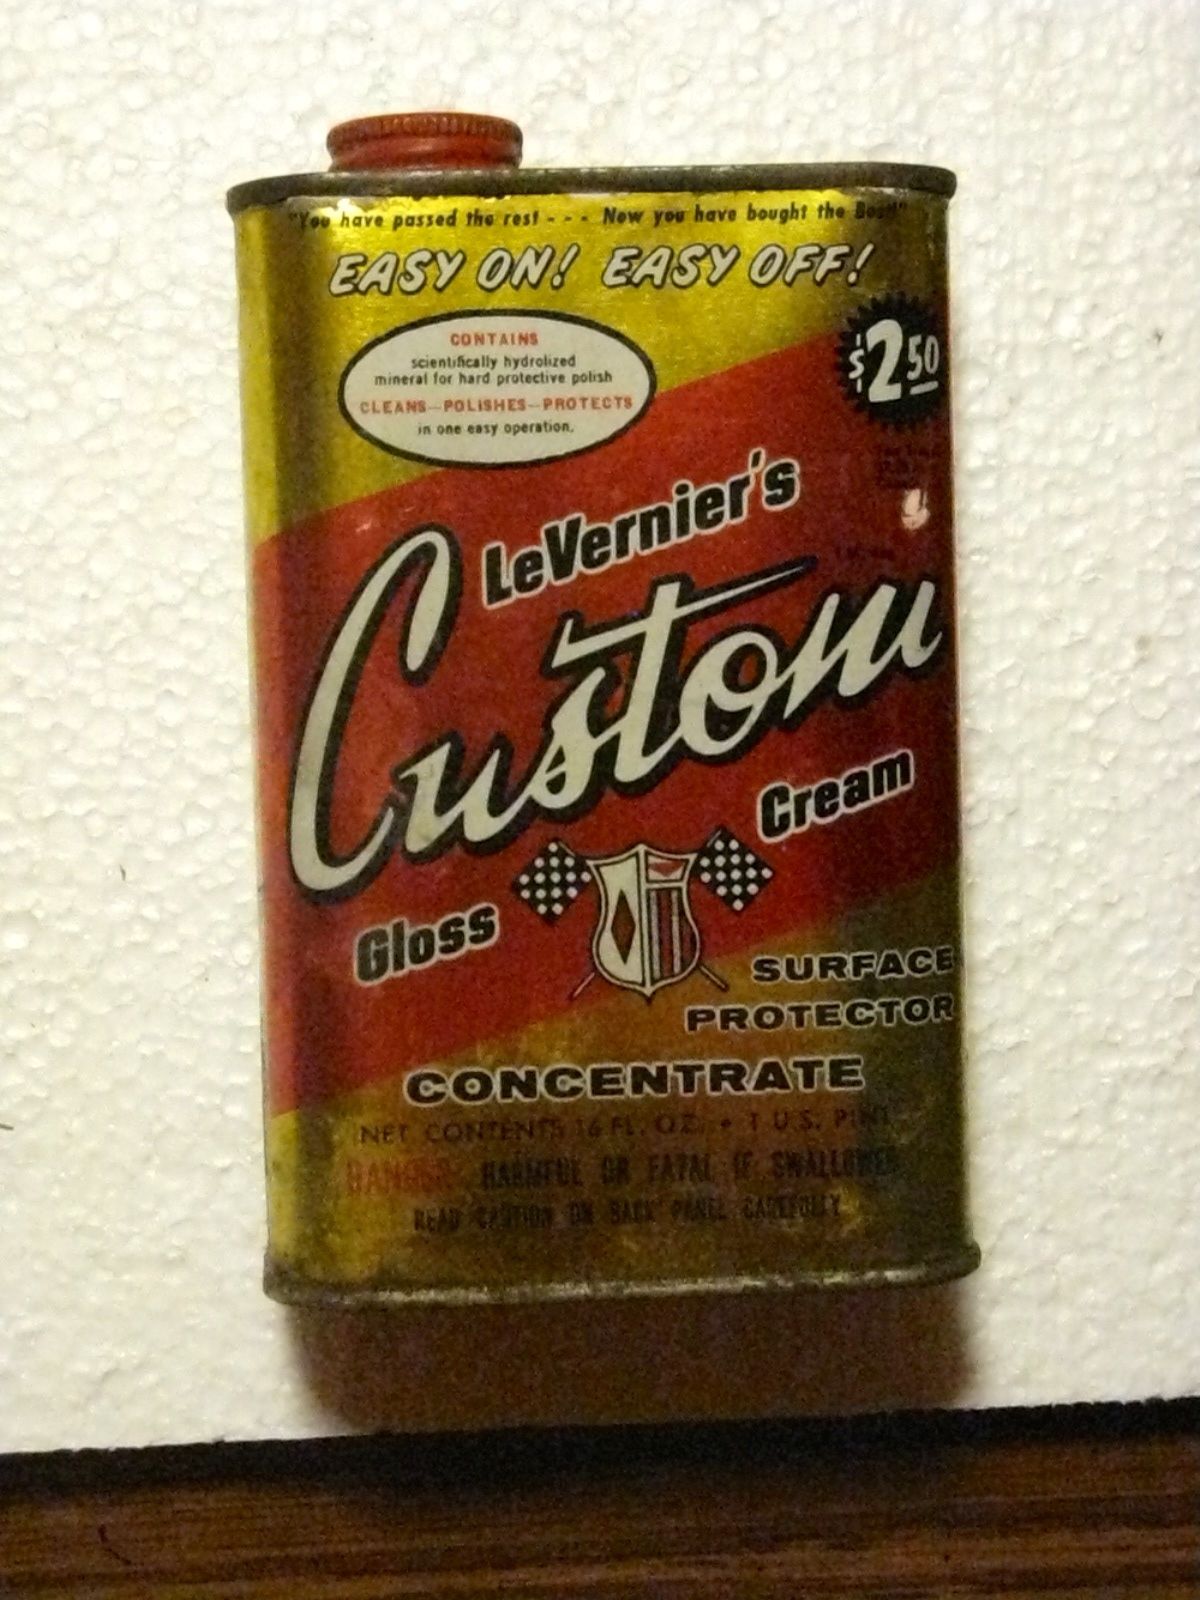 "You have passed the rest - - - Now you have bought the Best!"
EASY ON! EASY OFF!
CONTAINS
scientifically hydrolized
mineral for hard protective polish
CLEANS—POLISHES—PROTECTS
in one easy operation.
$2.50
LeVernier's
Custom
Cream
Gloss
SURFACE
PROTECTOR
CONCENTRATE
NET CONTENTS 16 FL. OZ. • 1 U.S. PINT
DANGER: HARMFUL OR FATAL IF SWALLOWED
READ CAUTION ON BACK PANEL CAREFULLY